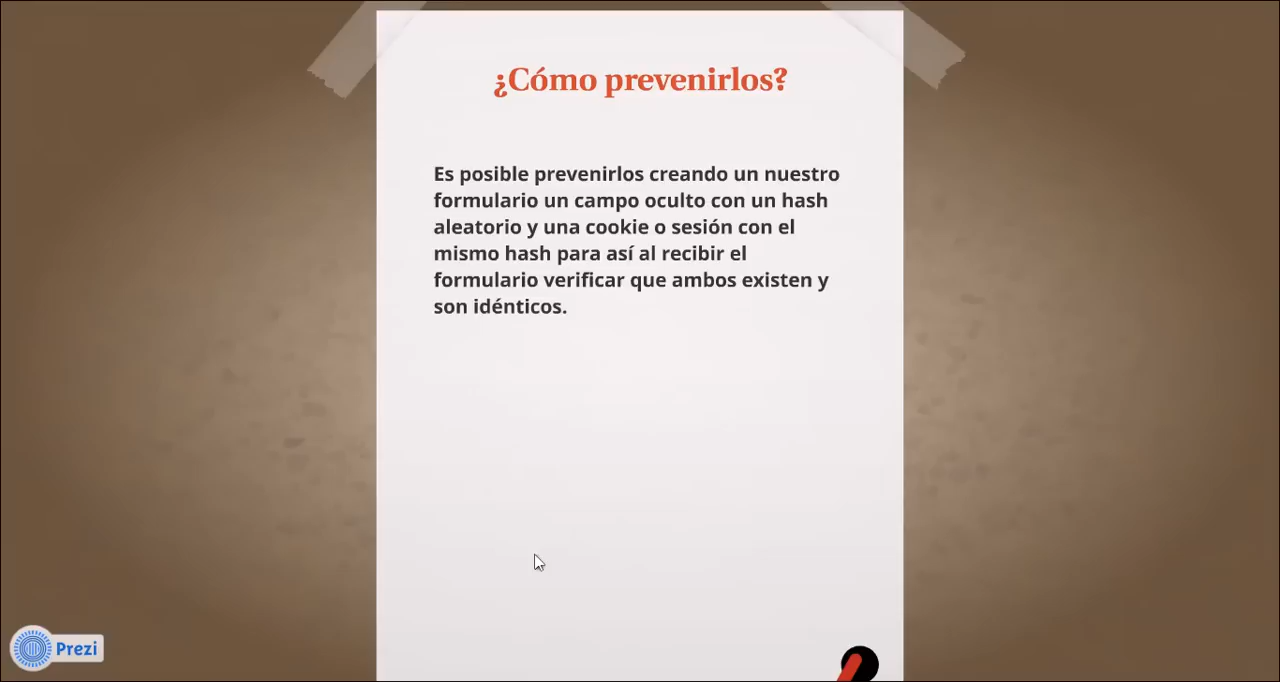 ¿Cómo prevenirlos?
Es posible prevenirlos creando un nuestro
formulario un campo oculto con un hash
aleatorio y una cookie o sesión con el
mismo hash para así al recibir el
formulario verificar que ambos existen y
son idénticos.
Prezi